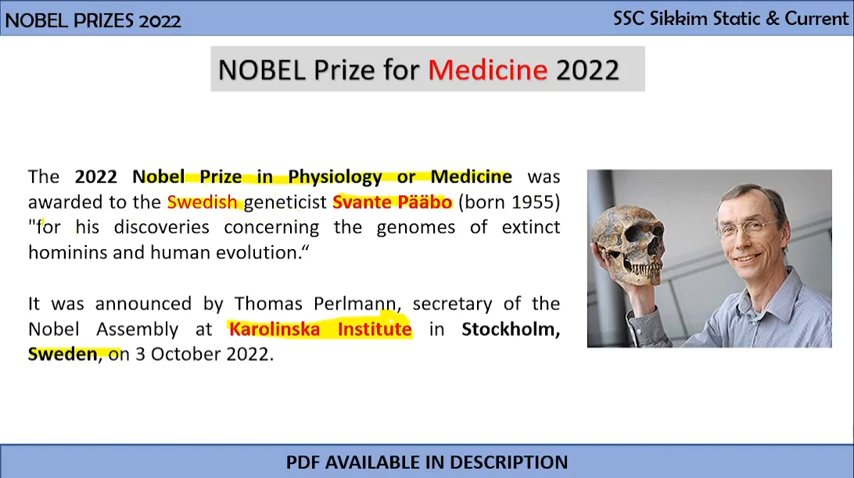 NOBEL PRIZES 2022
SSC Sikkim Static & Current
NOBEL Prize for Medicine 2022
The 2022 Nobel Prize in Physiology or Medicine was
awarded to the Swedish geneticist Svante Pääbo (born 1955)
"for his discoveries concerning the genomes of extinct
hominins and human evolution.“
It was announced by Thomas Perlmann, secretary of the
Nobel Assembly at Karolinska Institute in Stockholm,
Sweden, on 3 October 2022.
PDF AVAILABLE IN DESCRIPTION